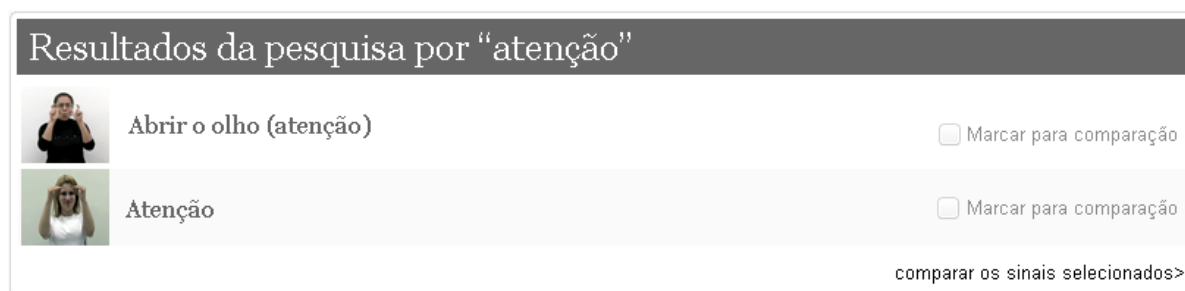 Resultados da pesquisa por “atenção”
Abrir o olho (atenção)
Marcar para comparação
Atenção
Marcar para comparação
comparar os sinais selecionados>